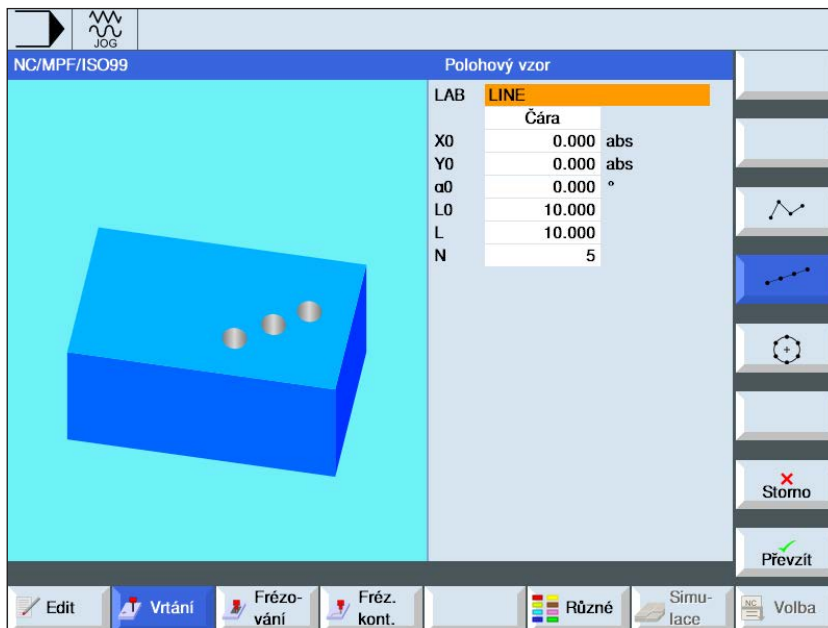 JOG
NC/MPF/ISO99
Polohový vzor
LAB LINE
Čára
X0 0.000 abs
Y0 0.000 abs
α0 0.000 °
L0 10.000
L 10.000
N 5
Storno
Převzít
Edit
Vrtání
Frézo-
vání
Fréz.
kont.
Různé
Simu-
lace
NC
Volba